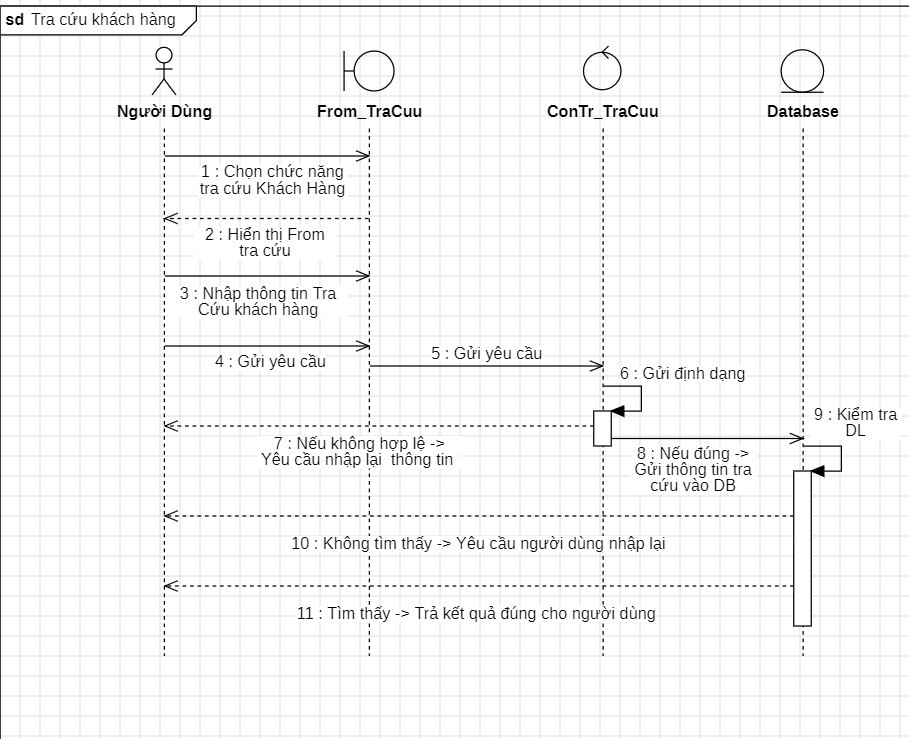 sd Tra cứu khách hàng
Người Dùng
From_TraCuu
ConTr_TraCuu
Database
1 : Chọn chức năng
tra cứu Khách Hàng
2 : Hiển thị From
tra cứu
3 : Nhập thông tin Tra
Cứu khách hàng
4 : Gửi yêu cầu
5 : Gửi yêu cầu
6 : Gửi định dạng
7 : Nếu không hợp lệ ->
Yêu cầu nhập lại thông tin
8 : Nếu đúng ->
Gửi thông tin tra
cứu vào DB
9 : Kiểm tra
DL
10 : Không tìm thấy -> Yêu cầu người dùng nhập lại
11 : Tìm thấy -> Trả kết quả đúng cho người dùng